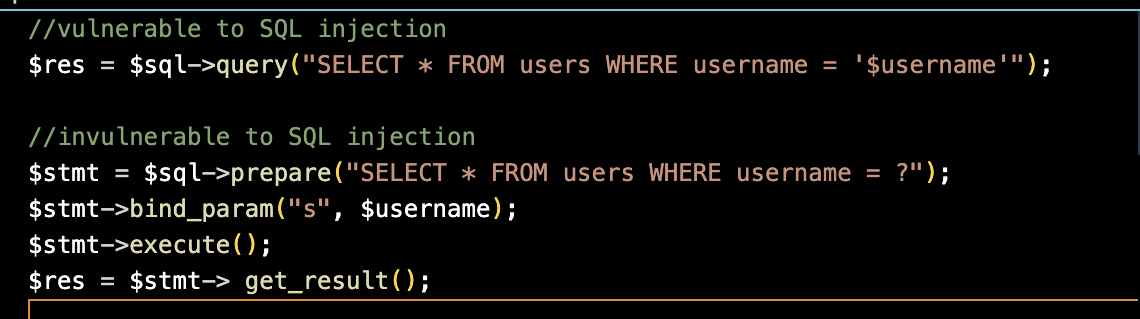 //vulnerable to SQL injection
$res = $sql->query("SELECT * FROM users WHERE username = '$username'");
//invulnerable to SQL injection
$stmt = $sql->prepare("SELECT * FROM users WHERE username = ?");
$stmt->bind_param("s", $username);
$stmt->execute();
$res = $stmt-> get_result();